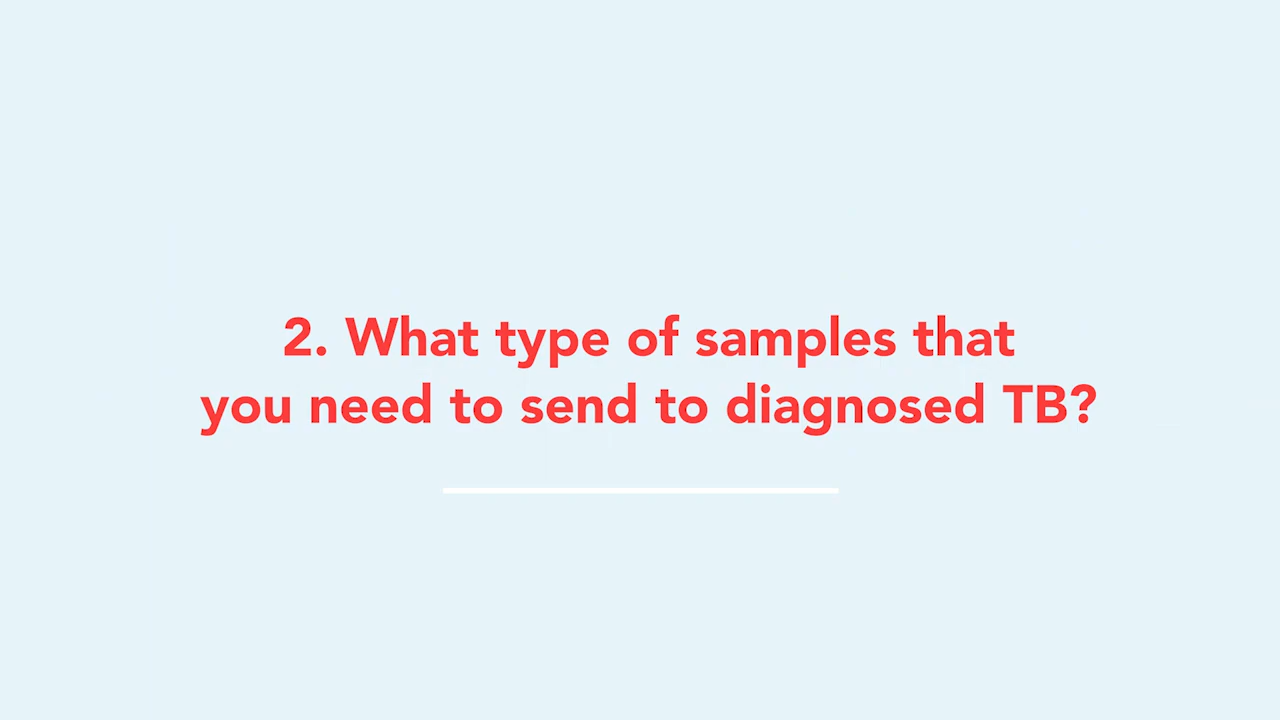 2. What type of samples that
you need to send to diagnosed TB?